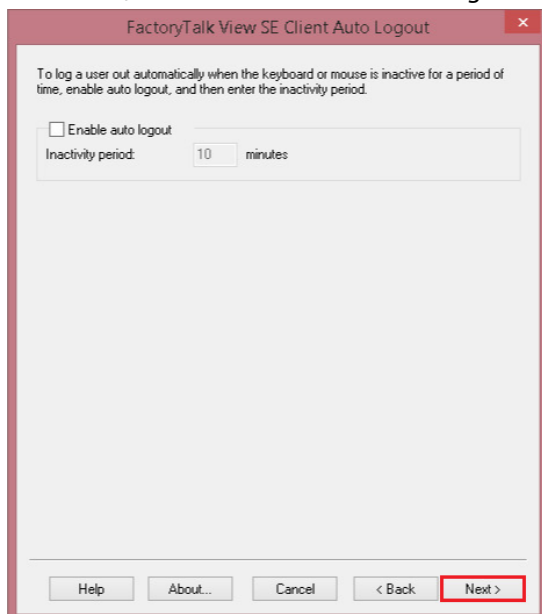 FactoryTalk View SE Client Auto Logout
To log a user out automatically when the keyboard or mouse is inactive for a period of
time, enable auto logout, and then enter the inactivity period.
Enable auto logout
Inactivity period: 10 minutes
Help About... Cancel < Back Next >